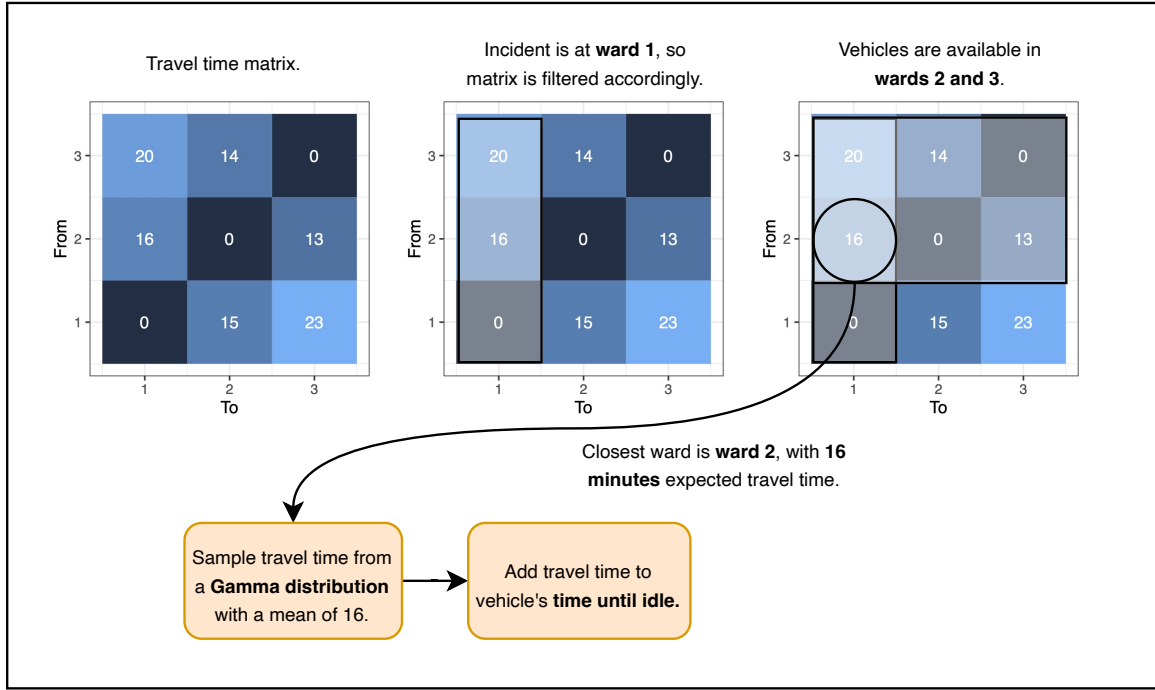 Travel time matrix.
Incident is at ward 1, so
matrix is filtered accordingly.
Vehicles are available in
wards 2 and 3.
From
3
20 14 0
2
16 0 13
1
0 15 23
1 2 3
To
From
3
20 14 0
2
16 0 13
1
0 15 23
1 2 3
To
From
3
20 14 0
2
16 0 13
1
0 15 23
1 2 3
To
Closest ward is ward 2, with 16
minutes expected travel time.
Sample travel time from
a Gamma distribution
with a mean of 16.
Add travel time to
vehicle's time until idle.